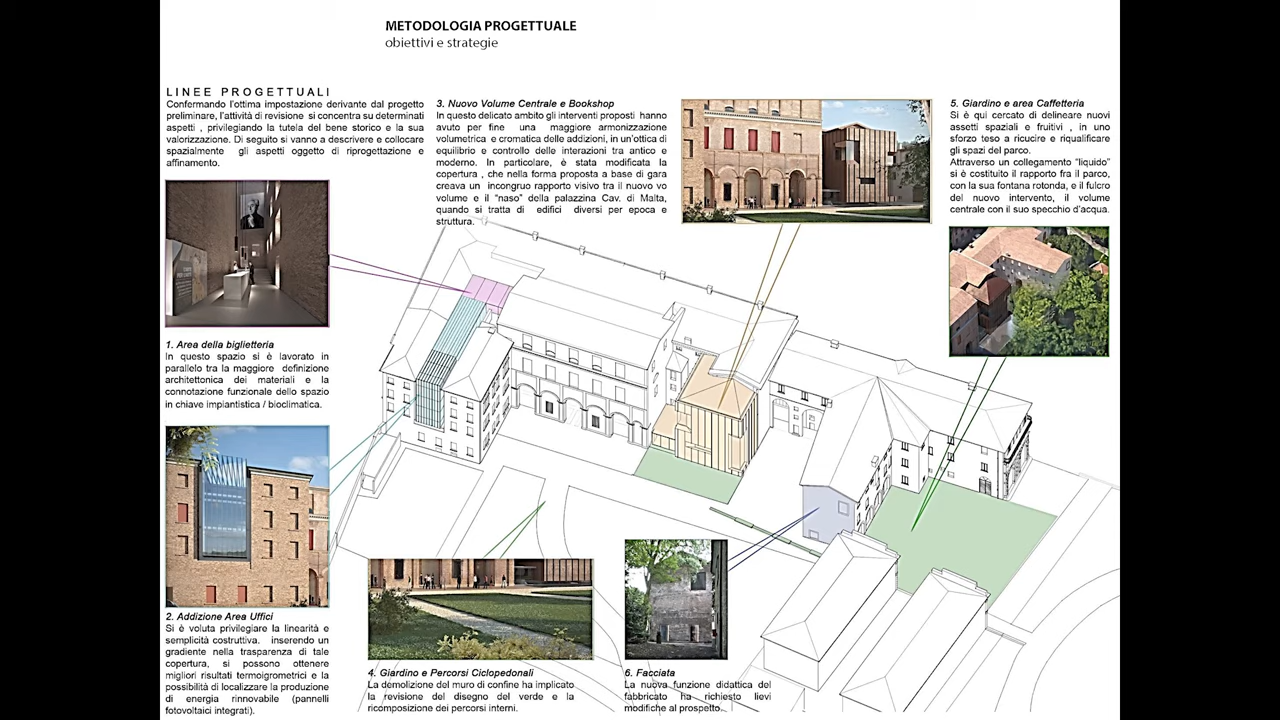 METODOLOGIA PROGETTUALE
obiettivi e strategie
LINEE PROGETTUALI
Confermando l'ottima impostazione derivante dal progetto
preliminare, l'attività di revisione si concentra su determinati
aspetti , privilegiando la tutela del bene storico e la sua
valorizzazione. Di seguito si vanno a descrivere e collocare
spazialmente gli aspetti oggetto di riprogettazione e
affinamento.
1. Area della biglietteria
In questo spazio si è lavorato in
parallelo tra la maggiore definizione
architettonica dei materiali e la
connotazione funzionale dello spazio
in chiave impiantistica / bioclimatica.
2. Addizione Area Uffici
Si è voluta privilegiare la linearità e
semplicità costruttiva. inserendo un
gradiente nella trasparenza di tale
copertura, si possono ottenere
migliori risultati termoigrometrici e la
possibilità di localizzare la produzione
di energia rinnovabile (pannelli
fotovoltaici integrati).
3. Nuovo Volume Centrale e Bookshop
In questo delicato ambito gli interventi proposti hanno
avuto per fine una maggiore armonizzazione
volumetrica e cromatica delle addizioni, in un'ottica di
equilibrio e controllo delle interazioni tra antico e
moderno. In particolare, è stata modificata la
copertura , che nella forma proposta a base di gara
creava un incongruo rapporto visivo tra il nuovo vo
volume e il "naso" della palazzina Cav. di Malta,
quando si tratta di edifici diversi per epoca e
struttura.
4. Giardino e Percorsi Ciclopedonali
La demolizione del muro di confine ha implicato
la revisione del disegno del verde e la
ricomposizione dei percorsi interni.
5. Giardino e area Caffetteria
Si è qui cercato di delineare nuovi
assetti spaziali e fruitivi , in uno
sforzo teso a ricucire e riqualificare
gli spazi del parco.
Attraverso un collegamento "liquido"
si è costituito il rapporto fra il parco,
con la sua fontana rotonda, e il fulcro
del nuovo intervento, il volume
centrale con il suo specchio d'acqua.
6. Facciata
La nuova funzione didattica del
fabbricato ha richiesto lievi
modifiche al prospetto.